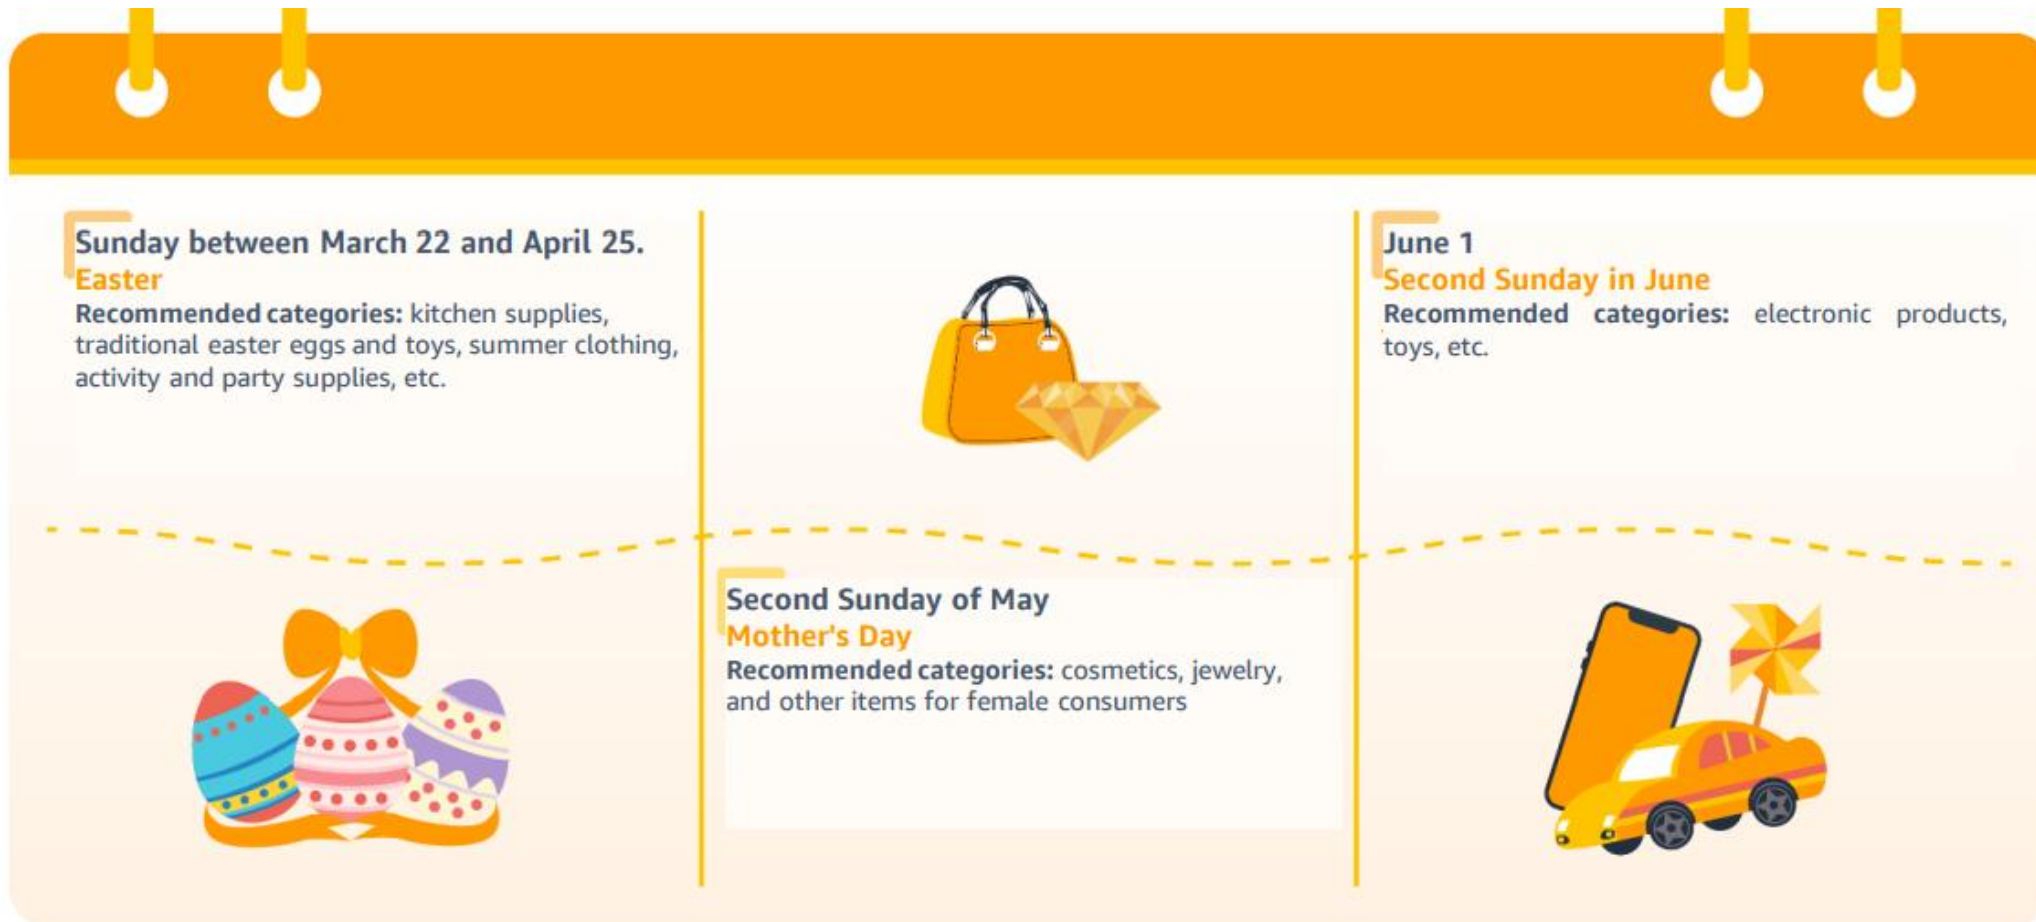 Sunday between March 22 and April 25.
Easter
Recommended categories: kitchen supplies,
traditional easter eggs and toys, summer clothing,
activity and party supplies, etc.
Second Sunday of May
Mother's Day
Recommended categories: cosmetics, jewelry,
and other items for female consumers
June 1
Second Sunday in June
Recommended categories: electronic products,
toys, etc.